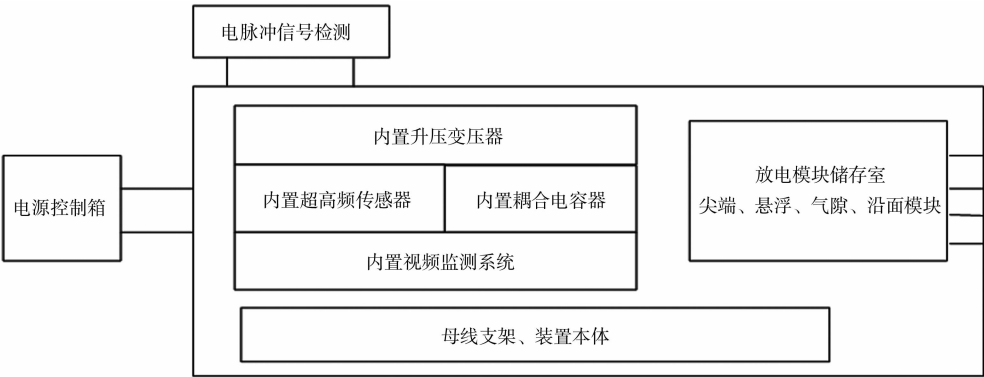 电脉冲信号检测
内置升压变压器
电源控制箱
内置超高频传感器
内置耦合电容器
内置视频监测系统
放电模块储存室
尖端、悬浮、气隙、沿面模块
母线支架、装置本体